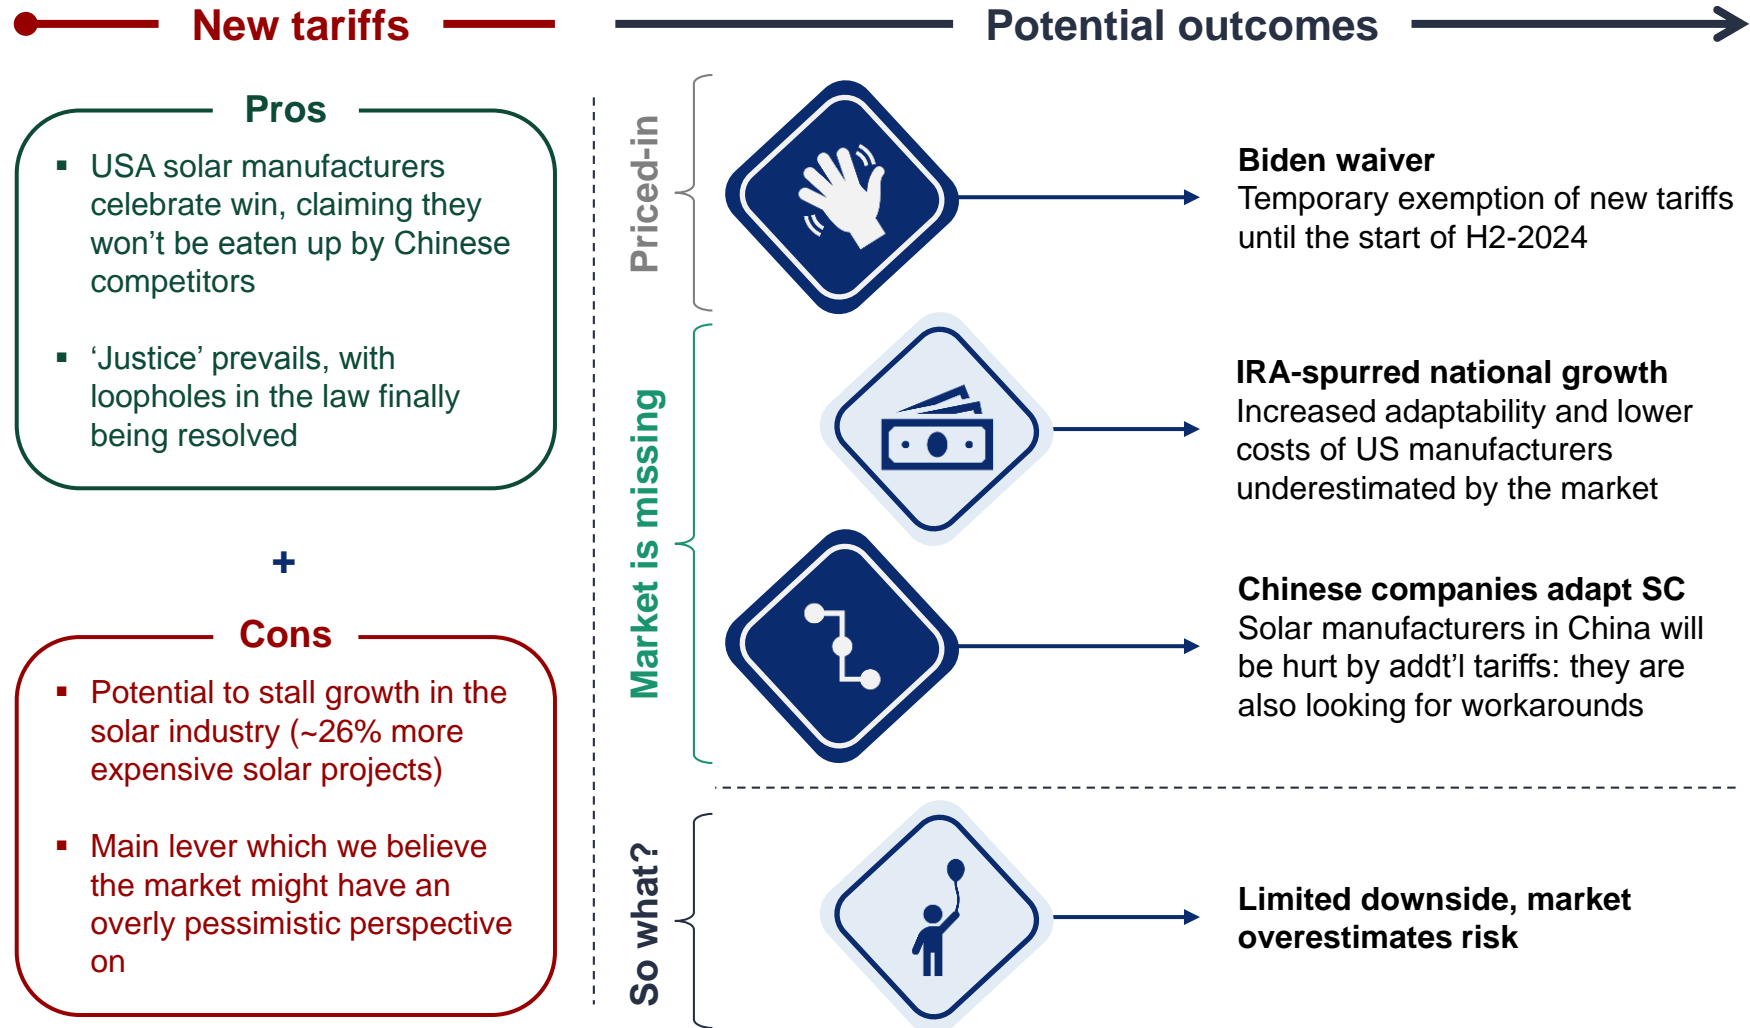 New tariffs
Potential outcomes
Pros
▪ USA solar manufacturers
celebrate win, claiming they
won’t be eaten up by Chinese
competitors
▪ ‘Justice’ prevails, with
loopholes in the law finally
being resolved
+
Cons
▪ Potential to stall growth in the
solar industry (~26% more
expensive solar projects)
▪ Main lever which we believe
the market might have an
overly pessimistic perspective
on
Priced-in
Biden waiver
Temporary exemption of new tariffs
until the start of H2-2024
Market is missing
IRA-spurred national growth
Increased adaptability and lower
costs of US manufacturers
underestimated by the market
Chinese companies adapt SC
Solar manufacturers in China will
be hurt by addt’l tariffs: they are
also looking for workarounds
So what?
Limited downside, market
overestimates risk